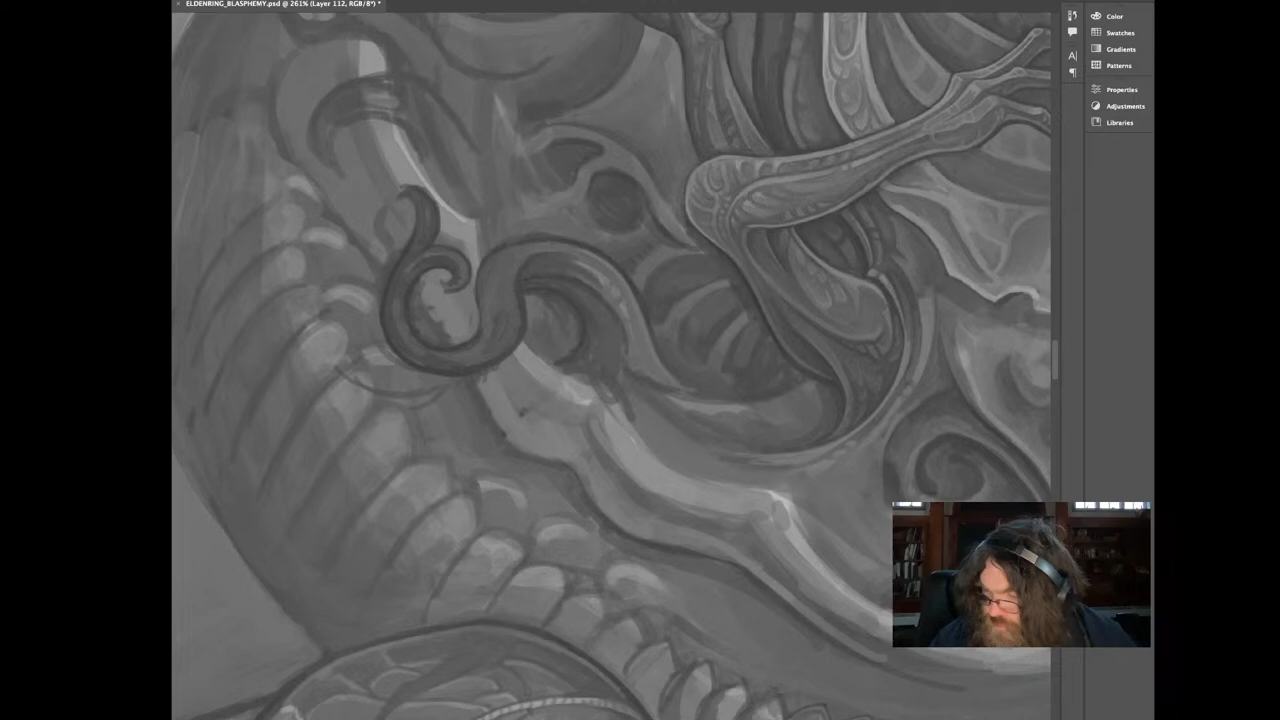 × ELDENRING_BLASPHEMY.psd @ 261% (Layer 112, RGB/8*) *
Color
Swatches
Gradients
Patterns
Properties
Adjustments
Libraries